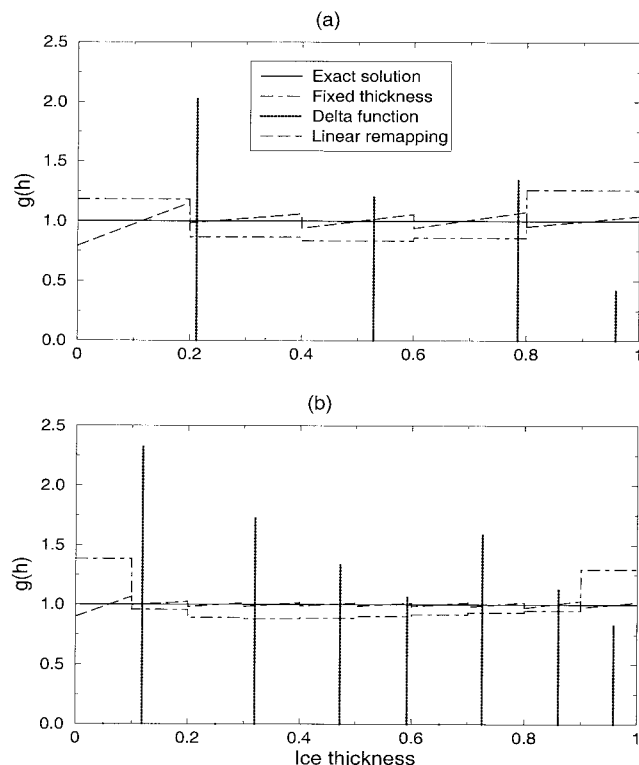 (a)
g(h)
2.5
2.0
1.5
1.0
0.5
0.0
Exact solution
Fixed thickness
Delta function
Linear remapping
0 0.2 0.4 0.6 0.8 1
(b)
g(h)
2.5
2.0
1.5
1.0
0.5
0.0
0 0.2 0.4 0.6 0.8 1
Ice thickness